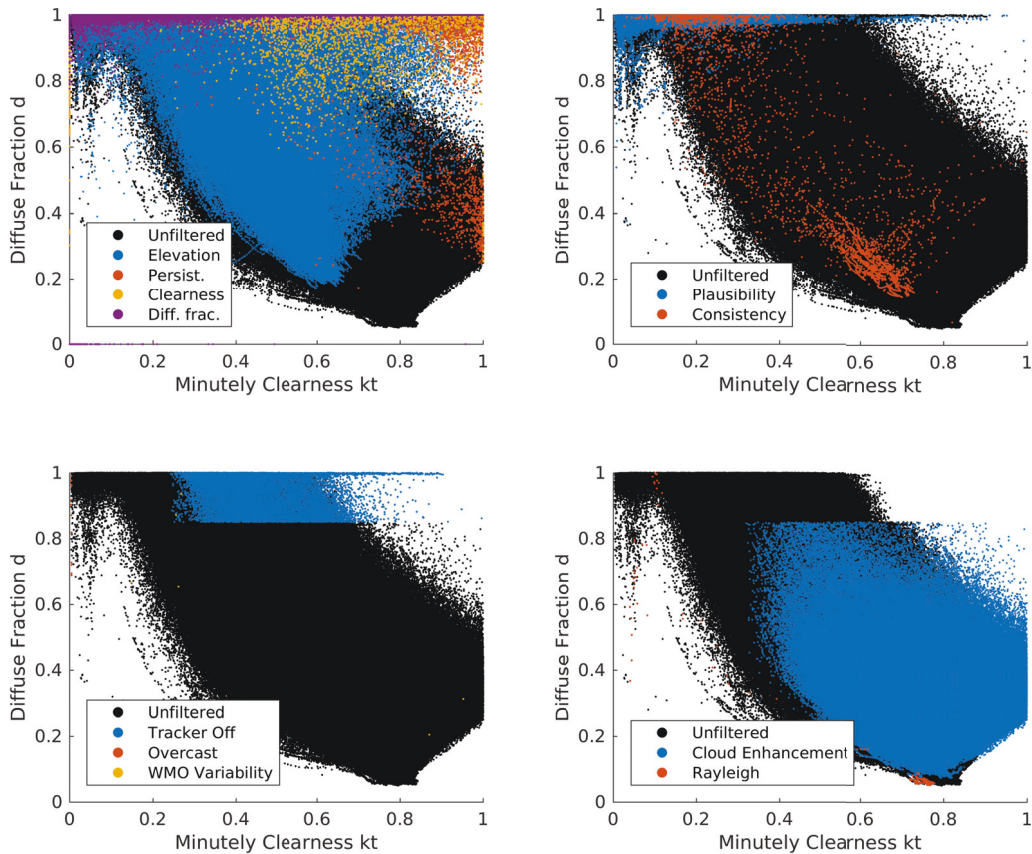 1
0.8
0.6
0.4
0.2
0
Diffuse Fraction d
Unfiltered
Elevation
Persist.
Clearness
Diff. frac.
0 0.2 0.4 0.6 0.8 1
Minutely Clearness kt
1
0.8
0.6
0.4
0.2
0
Diffuse Fraction d
Unfiltered
Plausibility
Consistency
0 0.2 0.4 0.6 0.8 1
Minutely Clearness kt
1
0.8
0.6
0.4
0.2
0
Diffuse Fraction d
Unfiltered
Tracker Off
Overcast
WMO Variability
0 0.2 0.4 0.6 0.8 1
Minutely Clearness kt
1
0.8
0.6
0.4
0.2
0
Diffuse Fraction d
Unfiltered
Cloud Enhancement
Rayleigh
0 0.2 0.4 0.6 0.8 1
Minutely Clearness kt